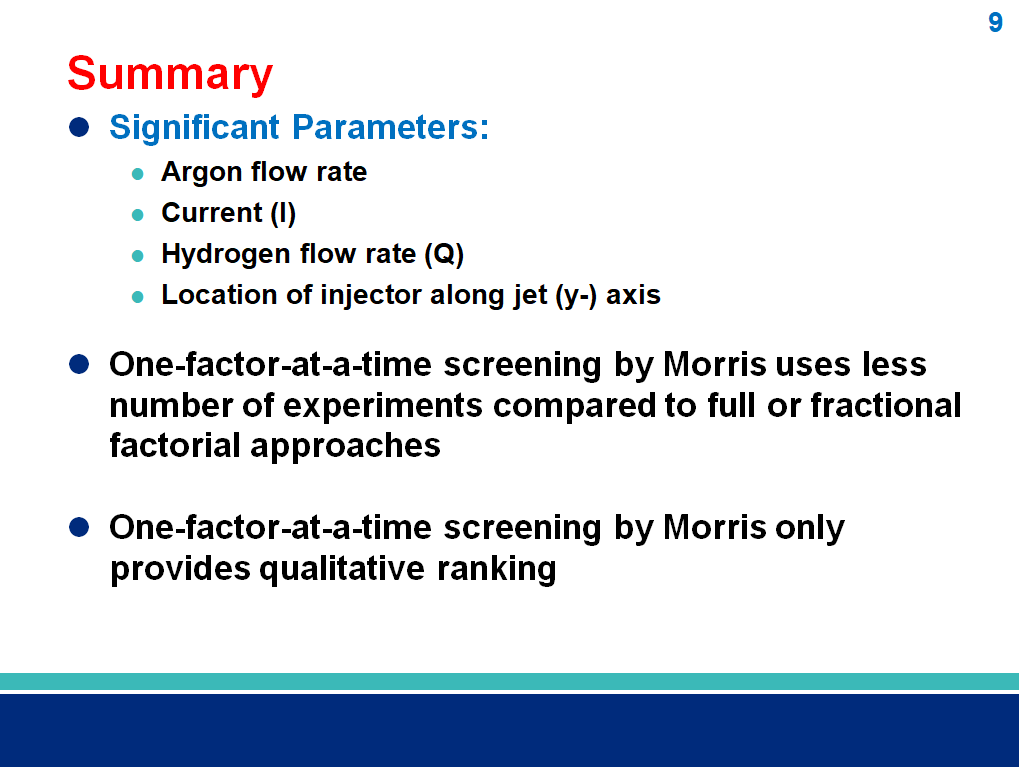 9
Summary
Significant Parameters:
Argon flow rate
Current (I)
Hydrogen flow rate (Q)
Location of injector along jet (y-) axis
One-factor-at-a-time screening by Morris uses less
number of experiments compared to full or fractional
factorial approaches
One-factor-at-a-time screening by Morris only
provides qualitative ranking